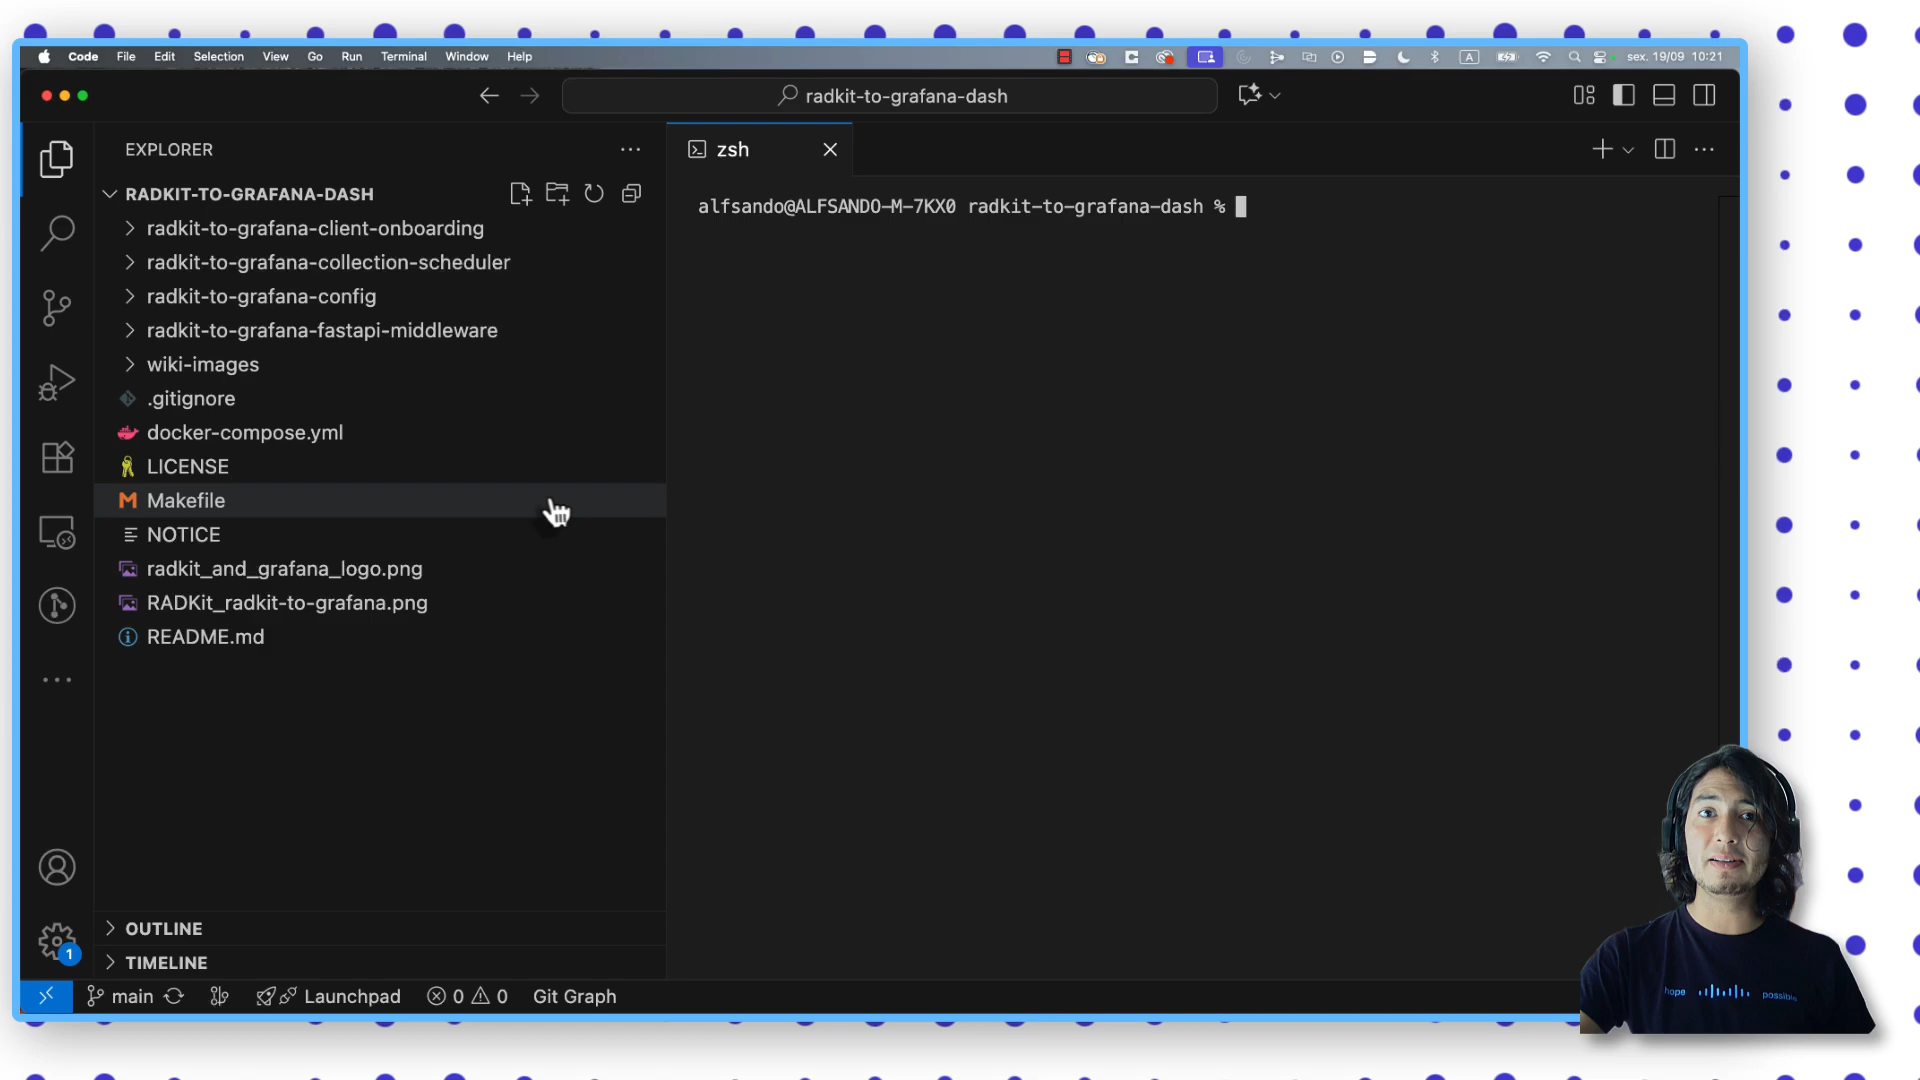 Code File Edit Selection View Go Run Terminal Window Help A sex. 19/09 10:21
radkit-to-grafana-dash
EXPLORER
zsh
RADKIT-TO-GRAFANA-DASH
alfsando@ALFSANDO-M-7KX0 radkit-to-grafana-dash %
radkit-to-grafana-client-onboarding
radkit-to-grafana-collection-scheduler
radkit-to-grafana-config
radkit-to-grafana-fastapi-middleware
wiki-images
.gitignore
docker-compose.yml
LICENSE
M Makefile
NOTICE
radkit_and_grafana_logo.png
RADKit_radkit-to-grafana.png
README.md
OUTLINE
1
TIMELINE
main Launchpad 0 0 Git Graph
hope possible